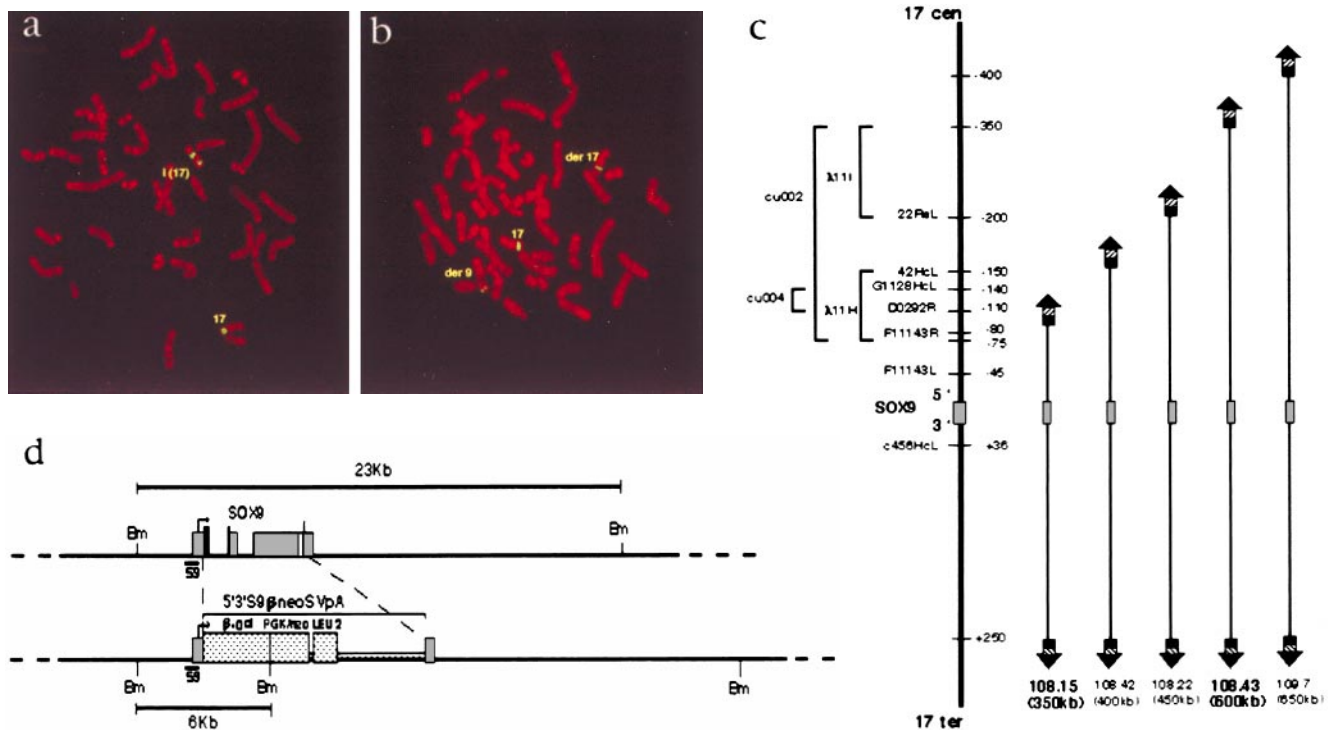 a
i (17)
17
b
der 17
17
der 9
c
17 cen
-400
-350
cu002
λ11I
22ReL
-200
42HcL
-150
G1128HcL
-140
cu004
λ11H
D0292R
-110
F11143R
-80
-75
F11143L
-45
5'
SOX9
3'
c456HcL
+36
+250
108.15
(350kb)
108.42
(400kb)
108.22
(450kb)
108.43
(600kb)
109.7
(650kb)
17 ter
d
23Kb
SOX9
Bm
Bm
S9
5'3'S9βneoSVpA
β.gal PGKneo LEU2
S9
Bm
Bm
Bm
6Kb